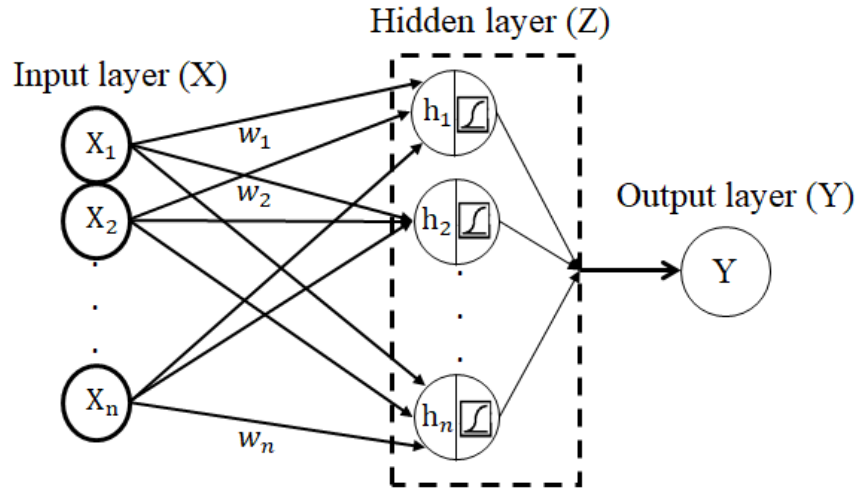 Hidden layer (Z)
Input layer (X)
h₁
X₁
w₁
w₂
Output layer (Y)
X₂
h₂
Y
Xₙ
hₙ
wₙ